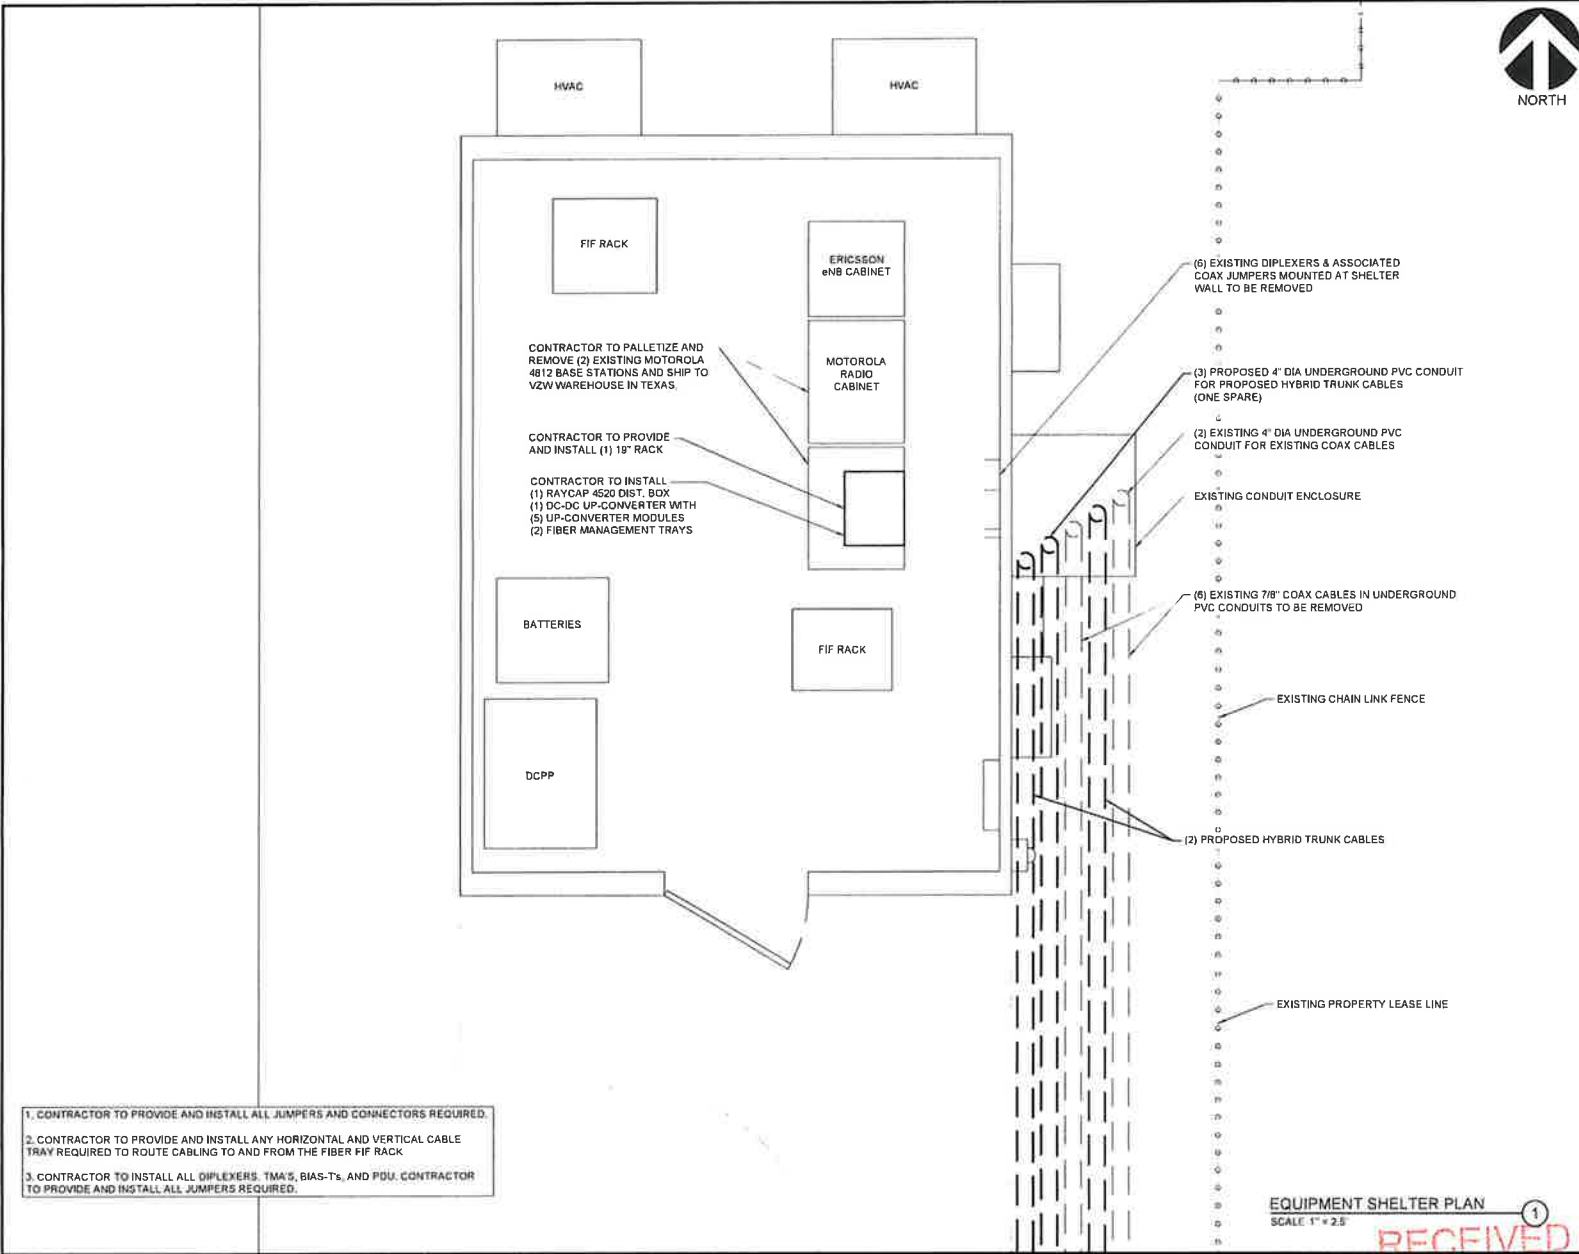 NORTH
HVAC
HVAC
FIF RACK
ERICSSON
eNB CABINET
(6) EXISTING DIPLEXERS & ASSOCIATED
COAX JUMPERS MOUNTED AT SHELTER
WALL TO BE REMOVED
CONTRACTOR TO PALLETIZE AND
REMOVE (2) EXISTING MOTOROLA
4812 BASE STATIONS AND SHIP TO
VZW WAREHOUSE IN TEXAS.
MOTOROLA
RADIO
CABINET
(3) PROPOSED 4" DIA UNDERGROUND PVC CONDUIT
FOR PROPOSED HYBRID TRUNK CABLES
(ONE SPARE)
CONTRACTOR TO PROVIDE
AND INSTALL (1) 19" RACK
(2) EXISTING 4" DIA UNDERGROUND PVC
CONDUIT FOR EXISTING COAX CABLES
CONTRACTOR TO INSTALL
(1) RAYCAP 4520 DIST. BOX
(1) DC-DC UP-CONVERTER WITH
(5) UP-CONVERTER MODULES
(2) FIBER MANAGEMENT TRAYS
EXISTING CONDUIT ENCLOSURE
(6) EXISTING 7/8" COAX CABLES IN UNDERGROUND
PVC CONDUITS TO BE REMOVED
BATTERIES
FIF RACK
EXISTING CHAIN LINK FENCE
DCPP
(2) PROPOSED HYBRID TRUNK CABLES
EXISTING PROPERTY LEASE LINE
1. CONTRACTOR TO PROVIDE AND INSTALL ALL JUMPERS AND CONNECTORS REQUIRED.
2. CONTRACTOR TO PROVIDE AND INSTALL ANY HORIZONTAL AND VERTICAL CABLE
TRAY REQUIRED TO ROUTE CABLING TO AND FROM THE FIBER FIF RACK
3. CONTRACTOR TO INSTALL ALL DIPLEXERS, TMA'S, BIAS-T's, AND PDU. CONTRACTOR
TO PROVIDE AND INSTALL ALL JUMPERS REQUIRED.
EQUIPMENT SHELTER PLAN
1
SCALE 1" = 2.5'
RECEIVED